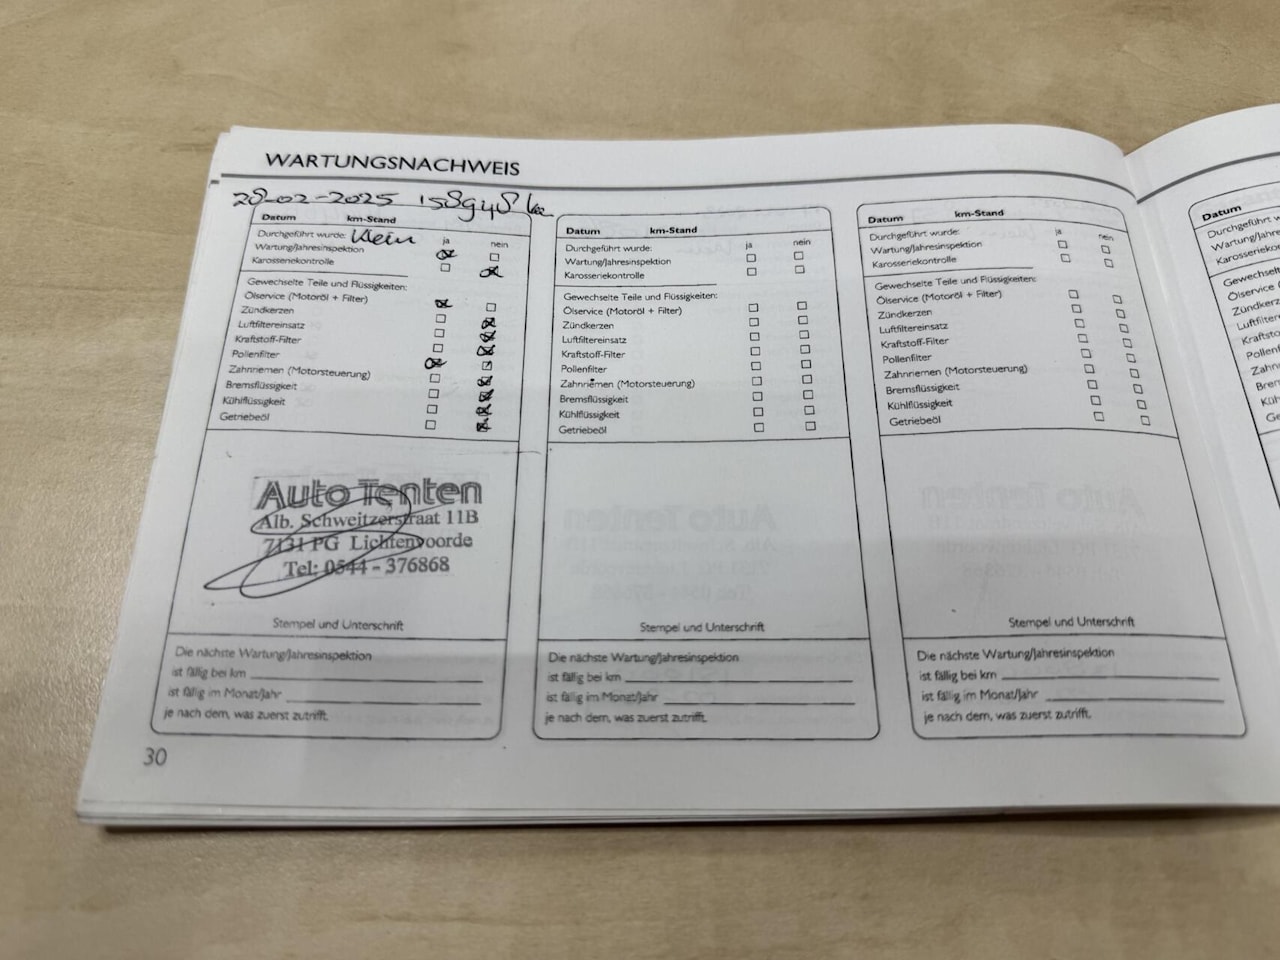 WARTUNGSNACHWEIS
28-02-2025 158948 km
Datum km-Stand
Durchgeführt wurde: Klein ja nein
Wartung/Jahresinspektion
Karosseriekontrolle
Gewechselte Teile und Flüssigkeiten:
Ölservice (Motoröl + Filter)
Zündkerzen
Luftfiltereinsatz
Kraftstoff-Filter
Pollenfilter
Zahnriemen (Motorsteuerung)
Bremsflüssigkeit
Kühlflüssigkeit
Getriebeöl
Auto Tenten
Alb. Schweitzerstraat 11B
7131 PG Lichtenvoorde
Tel: 0544 - 376868
Stempel und Unterschrift
Die nächste Wartung/Jahresinspektion
ist fällig bei km
ist fällig im Monat/Jahr
je nach dem, was zuerst zutrifft.
30
Datum km-Stand
Durchgeführt wurde: ja nein
Wartung/Jahresinspektion
Karosseriekontrolle
Gewechselte Teile und Flüssigkeiten:
Ölservice (Motoröl + Filter)
Zündkerzen
Luftfiltereinsatz
Kraftstoff-Filter
Pollenfilter
Zahnriemen (Motorsteuerung)
Bremsflüssigkeit
Kühlflüssigkeit
Getriebeöl
Stempel und Unterschrift
Die nächste Wartung/Jahresinspektion
ist fällig bei km
ist fällig im Monat/Jahr
je nach dem, was zuerst zutrifft.
Datum km-Stand
Durchgeführt wurde: ja nein
Wartung/Jahresinspektion
Karosseriekontrolle
Gewechselte Teile und Flüssigkeiten:
Ölservice (Motoröl + Filter)
Zündkerzen
Luftfiltereinsatz
Kraftstoff-Filter
Pollenfilter
Zahnriemen (Motorsteuerung)
Bremsflüssigkeit
Kühlflüssigkeit
Getriebeöl
Stempel und Unterschrift
Die nächste Wartung/Jahresinspektion
ist fällig bei km
ist fällig im Monat/Jahr
je nach dem, was zuerst zutrifft.
Datum